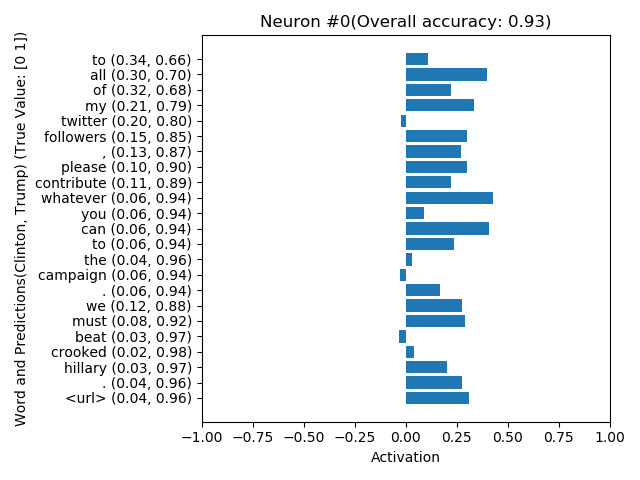 Neuron #0(Overall accuracy: 0.93)
Word and Predictions(Clinton, Trump) (True Value: [0 1])
to (0.34, 0.66)
all (0.30, 0.70)
of (0.32, 0.68)
my (0.21, 0.79)
twitter (0.20, 0.80)
followers (0.15, 0.85)
, (0.13, 0.87)
please (0.10, 0.90)
contribute (0.11, 0.89)
whatever (0.06, 0.94)
you (0.06, 0.94)
can (0.06, 0.94)
to (0.06, 0.94)
the (0.04, 0.96)
campaign (0.06, 0.94)
. (0.06, 0.94)
we (0.12, 0.88)
must (0.08, 0.92)
beat (0.03, 0.97)
crooked (0.02, 0.98)
hillary (0.03, 0.97)
. (0.04, 0.96)
<url> (0.04, 0.96)
−1.00 −0.75 −0.50 −0.25 0.00 0.25 0.50 0.75 1.00
Activation